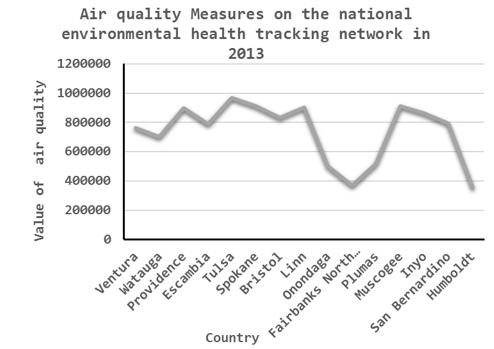 Air quality Measures on the national
environmental health tracking network in
2013
Value of  air quality
1200000
1000000
800000
600000
400000
200000
0
Ventura
Watauga
Providence
Escambia
Tulsa
Spokane
Bristol
Linn
Onondaga
Fairbanks North…
Plumas
Muscogee
Inyo
San Bernardino
Humboldt
Country